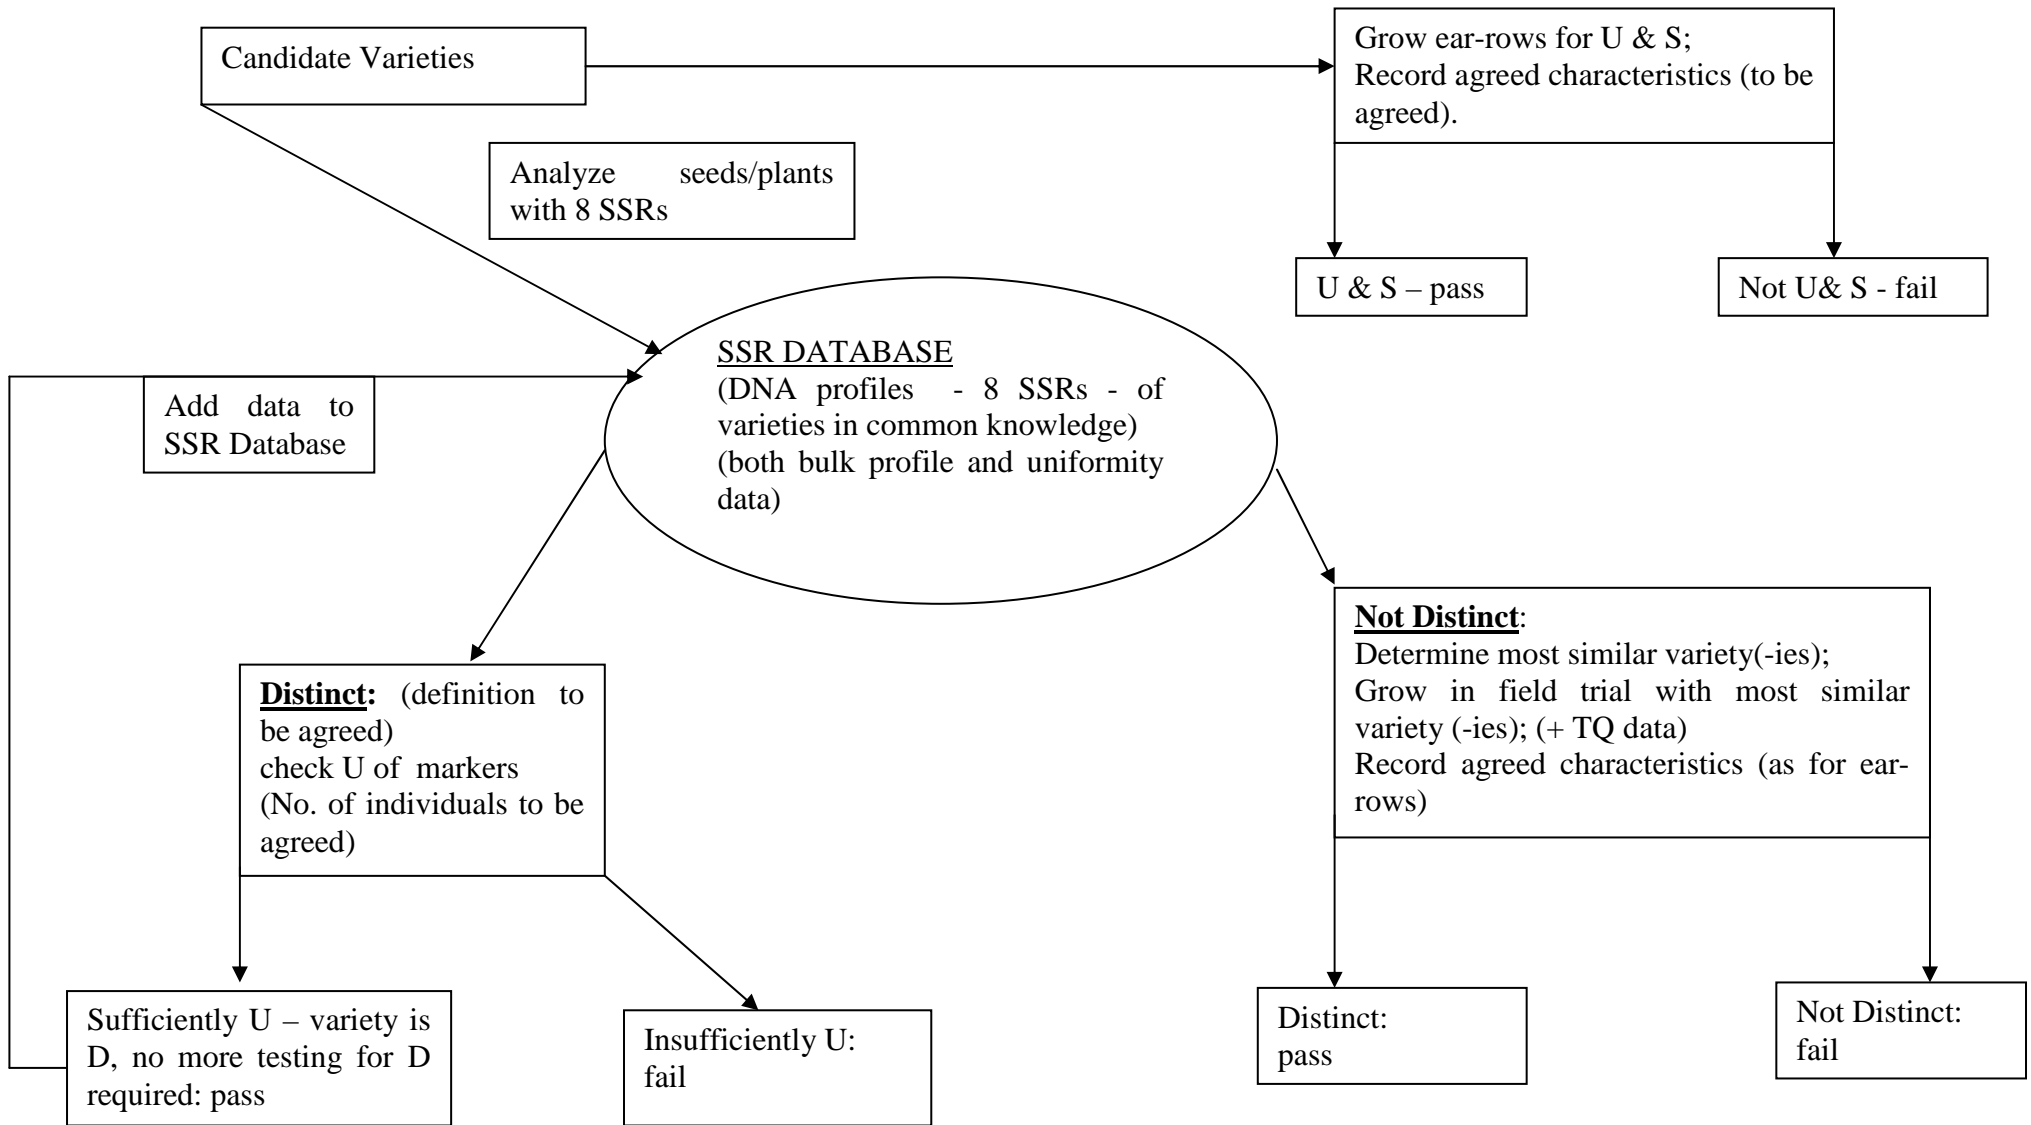 Candidate Varieties
Grow ear-rows for U & S;
Record agreed characteristics (to be
agreed).
Analyze seeds/plants
with 8 SSRs
U & S – pass
Not U& S - fail
SSR DATABASE
(DNA profiles - 8 SSRs - of
varieties in common knowledge)
(both bulk profile and uniformity
data)
Add data to
SSR Database
Distinct: (definition to
be agreed)
check U of markers
(No. of individuals to be
agreed)
Not Distinct:
Determine most similar variety(-ies);
Grow in field trial with most similar
variety (-ies); (+ TQ data)
Record agreed characteristics (as for ear-
rows)
Sufficiently U – variety is
D, no more testing for D
required: pass
Insufficiently U:
fail
Distinct:
pass
Not Distinct:
fail